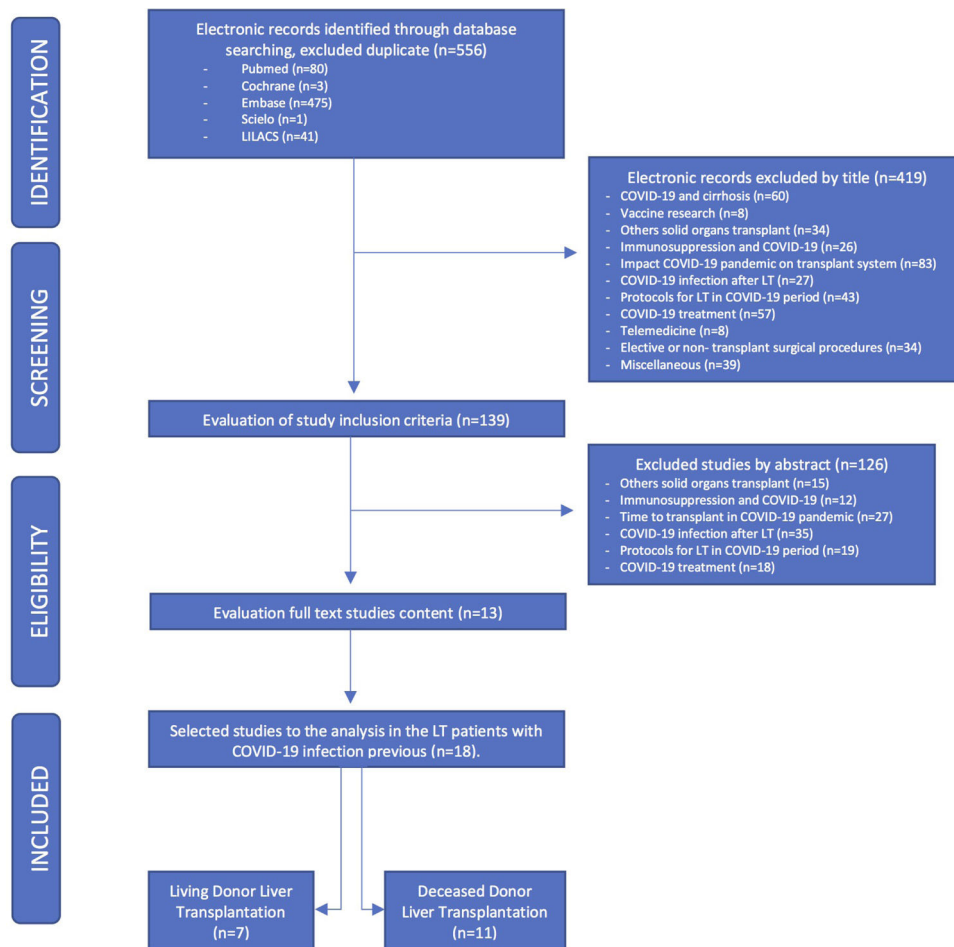 IDENTIFICATION
Electronic records identified through database
searching, excluded duplicate (n=556)
- Pubmed (n=80)
- Cochrane (n=3)
- Embase (n=475)
- Scielo (n=1)
- LILACS (n=41)
SCREENING
Electronic records excluded by title (n=419)
- COVID-19 and cirrhosis (n=60)
- Vaccine research (n=8)
- Others solid organs transplant (n=34)
- Immunosuppression and COVID-19 (n=26)
- Impact COVID-19 pandemic on transplant system (n=83)
- COVID-19 infection after LT (n=27)
- Protocols for LT in COVID-19 period (n=43)
- COVID-19 treatment (n=57)
- Telemedicine (n=8)
- Elective or non- transplant surgical procedures (n=34)
- Miscellaneous (n=39)
Evaluation of study inclusion criteria (n=139)
ELIGIBILITY
Excluded studies by abstract (n=126)
- Others solid organs transplant (n=15)
- Immunosuppression and COVID-19 (n=12)
- Time to transplant in COVID-19 pandemic (n=27)
- COVID-19 infection after LT (n=35)
- Protocols for LT in COVID-19 period (n=19)
- COVID-19 treatment (n=18)
Evaluation full text studies content (n=13)
INCLUDED
Selected studies to the analysis in the LT patients with
COVID-19 infection previous (n=18).
Living Donor Liver
Transplantation
(n=7)
Deceased Donor
Liver Transplantation
(n=11)